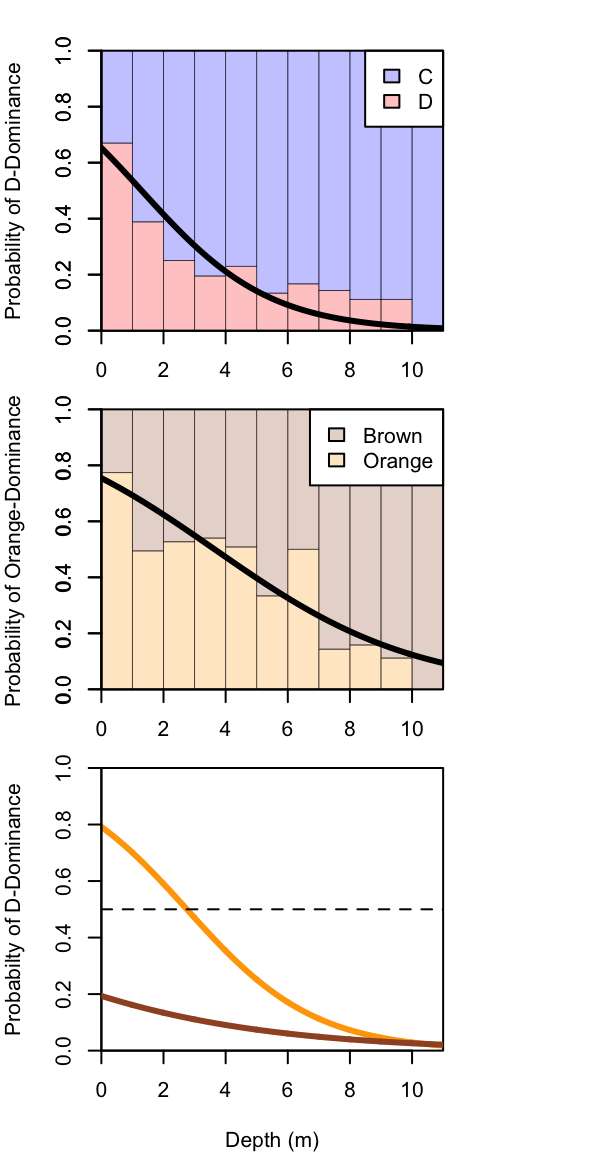 Probability of D-Dominance
0.0 0.2 0.4 0.6 0.8 1.0
C
D
0 2 4 6 8 10
Probability of Orange-Dominance
0.0 0.2 0.4 0.6 0.8 1.0
Brown
Orange
0 2 4 6 8 10
Probabilty of D-Dominance
0.0 0.2 0.4 0.6 0.8 1.0
0 2 4 6 8 10
Depth (m)